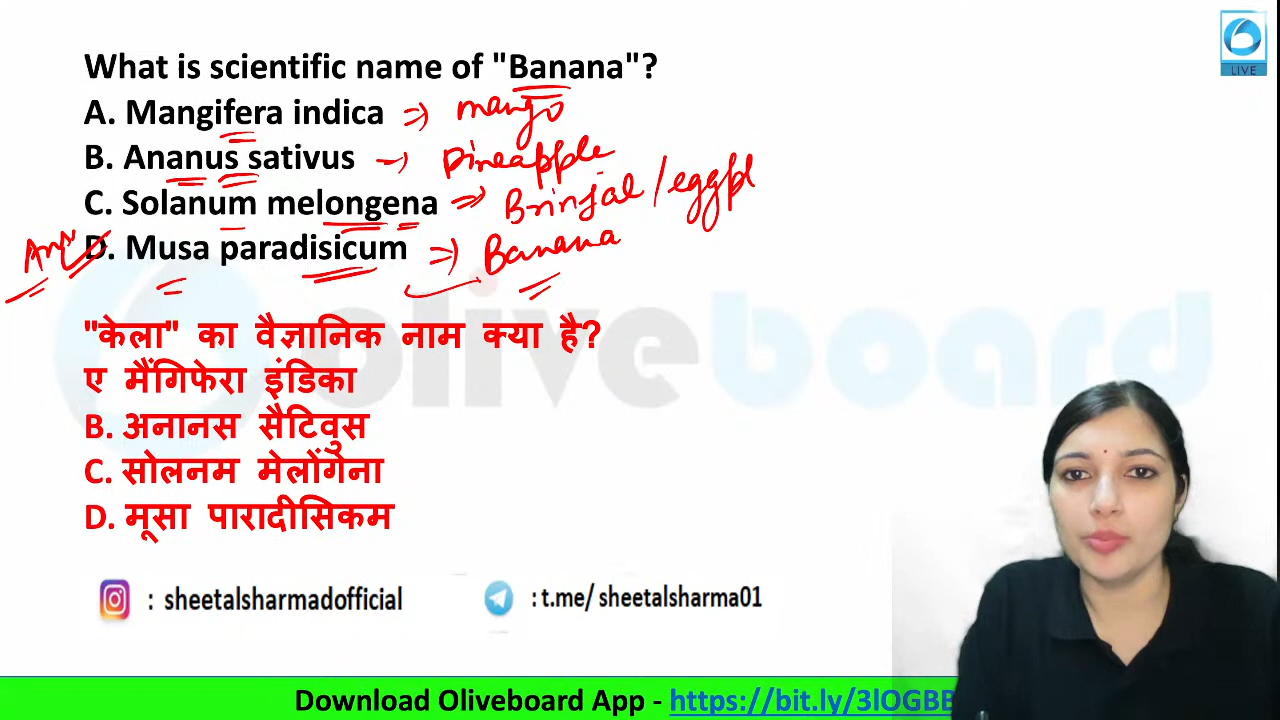 LIVE
What is scientific name of "Banana"?
A. Mangifera indica => mango
B. Ananus sativus -> Pineapple
C. Solanum melongena => Brinjal/eggpl
Ans D. Musa paradisicum => Banana
oliveboard
"केला" का वैज्ञानिक नाम क्या है?
ए मैंगिफेरा इंडिका
B. अनानस सैटिवुस
C. सोलनम मेलोंगेना
D. मूसा पारादीसिकम
: sheetalsharmadofficial
: t.me/ sheetalsharma01
Download Oliveboard App - https://bit.ly/3lOGBB